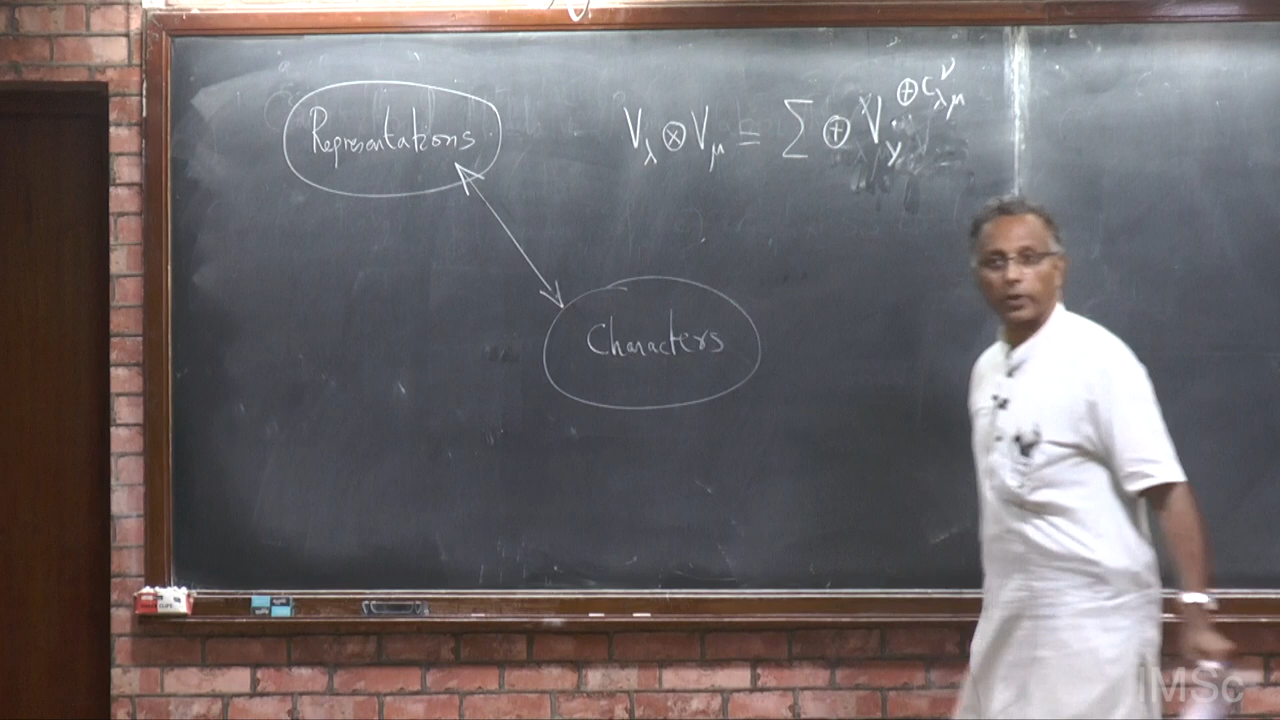 Representations
V_λ ⊗ V_μ = Σ ⊕ V_ν^{⊕ c^ν_{λμ}}
Characters
IMSc